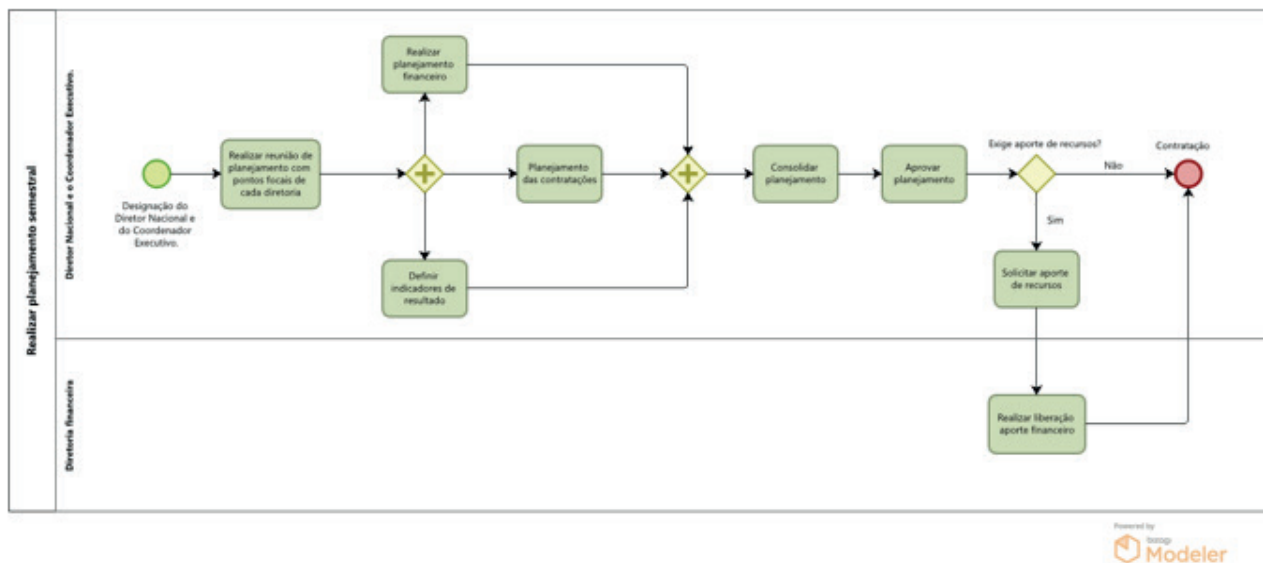 Realizar planejamento semestral
Diretor Nacional e o Coordenador Executivo.
Realizar
planejamento
financeiro
Realizar reunião de
planejamento com
pontos focais de
cada diretoria
Designação do
Diretor Nacional e
do Coordenador
Executivo.
Planejamento
das contratações
Definir
indicadores de
resultado
Consolidar
planejamento
Aprovar
planejamento
Exige aporte de recursos?
Não
Contratação
Sim
Solicitar aporte
de recursos
Diretoria financeira
Realizar liberação
aporte financeiro
Powered by
bizagi
Modeler